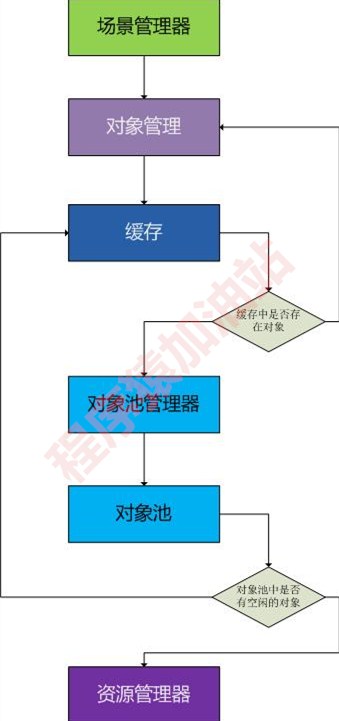 场景管理器
对象管理
缓存
缓存中是否存
在对象
对象池管理器
对象池
对象池中是否
有空闲的对象
资源管理器
程序猿加油站